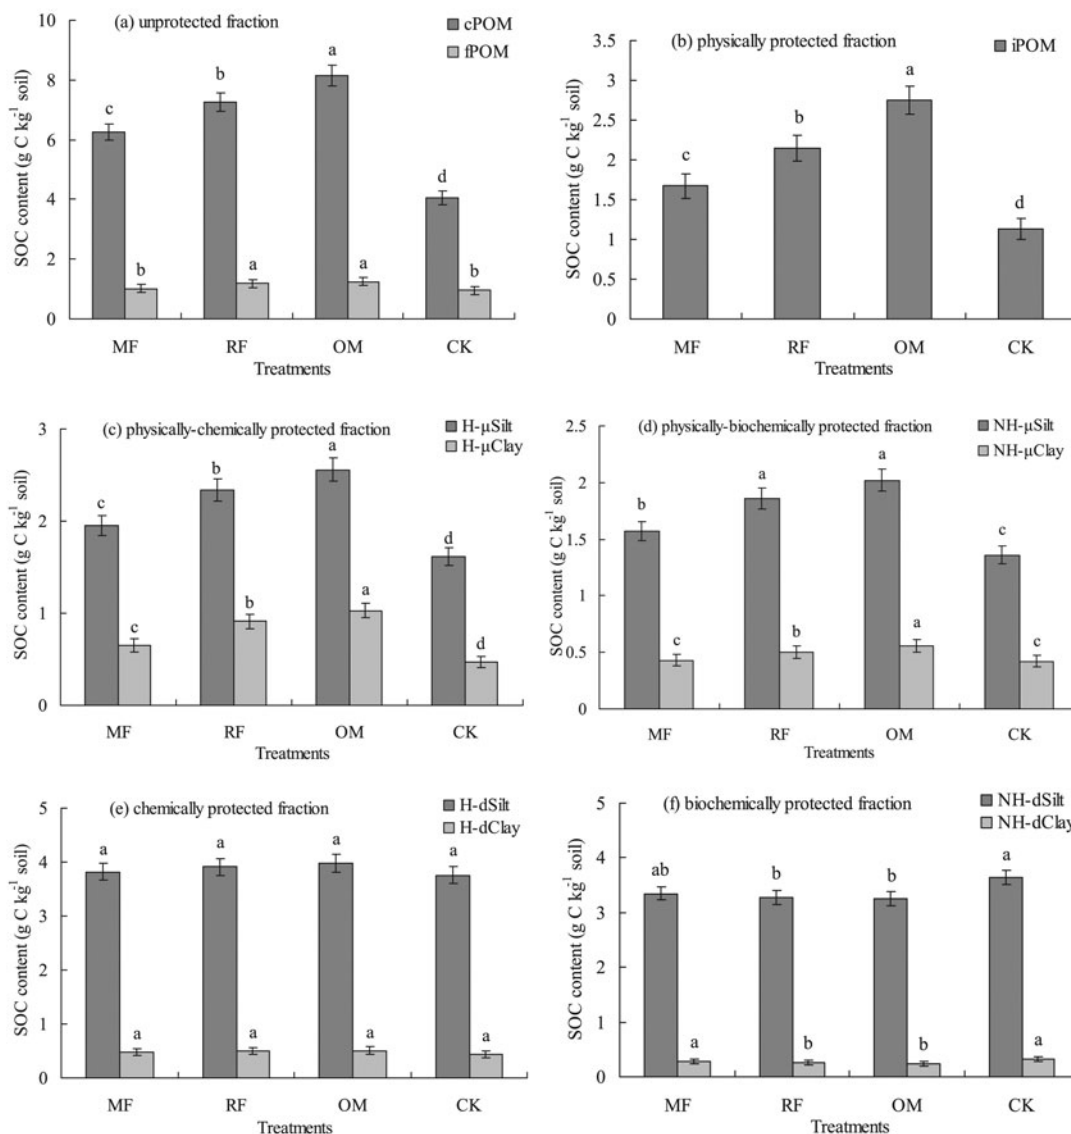 (a) unprotected fraction
cPOM
fPOM
SOC content (g C kg⁻¹ soil)
10
8
6
4
2
0
c
b
a
d
b
a
a
b
MF RF OM CK
Treatments
(b) physically protected fraction
iPOM
SOC content (g C kg⁻¹ soil)
3.5
3
2.5
2
1.5
1
0.5
0
c
b
a
d
MF RF OM CK
Treatments
(c) physically-chemically protected fraction
H-μSilt
H-μClay
SOC content (g C kg⁻¹ soil)
3
2
1
0
c
b
a
d
c
b
a
d
MF RF OM CK
Treatments
(d) physically-biochemically protected fraction
NH-μSilt
NH-μClay
SOC content (g C kg⁻¹ soil)
2.5
2
1.5
1
0.5
0
b
a
a
c
c
b
a
c
MF RF OM CK
Treatments
(e) chemically protected fraction
H-dSilt
H-dClay
SOC content (g C kg⁻¹ soil)
5
4
3
2
1
0
a
a
a
a
a
a
a
a
MF RF OM CK
Treatments
(f) biochemically protected fraction
NH-dSilt
NH-dClay
SOC content (g C kg⁻¹ soil)
5
4
3
2
1
0
ab
b
b
a
a
b
b
a
MF RF OM CK
Treatments